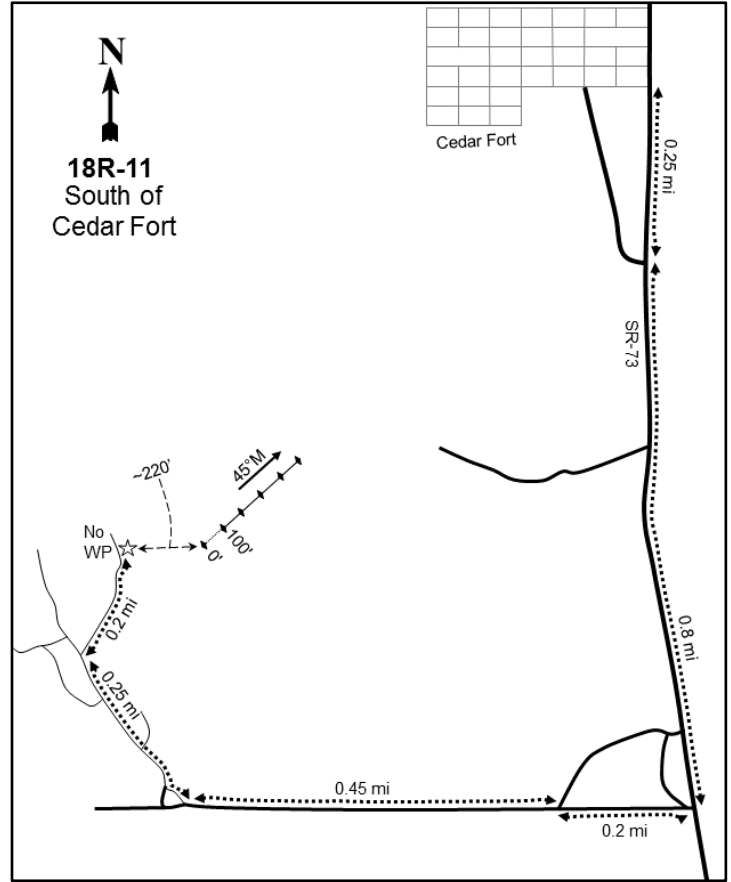 N
18R-11
South of
Cedar Fort
Cedar Fort
0.25 mi
SR-73
45°M
~220'
No
WP
0'
100'
0.2 mi
0.8 mi
0.25 mi
0.45 mi
0.2 mi